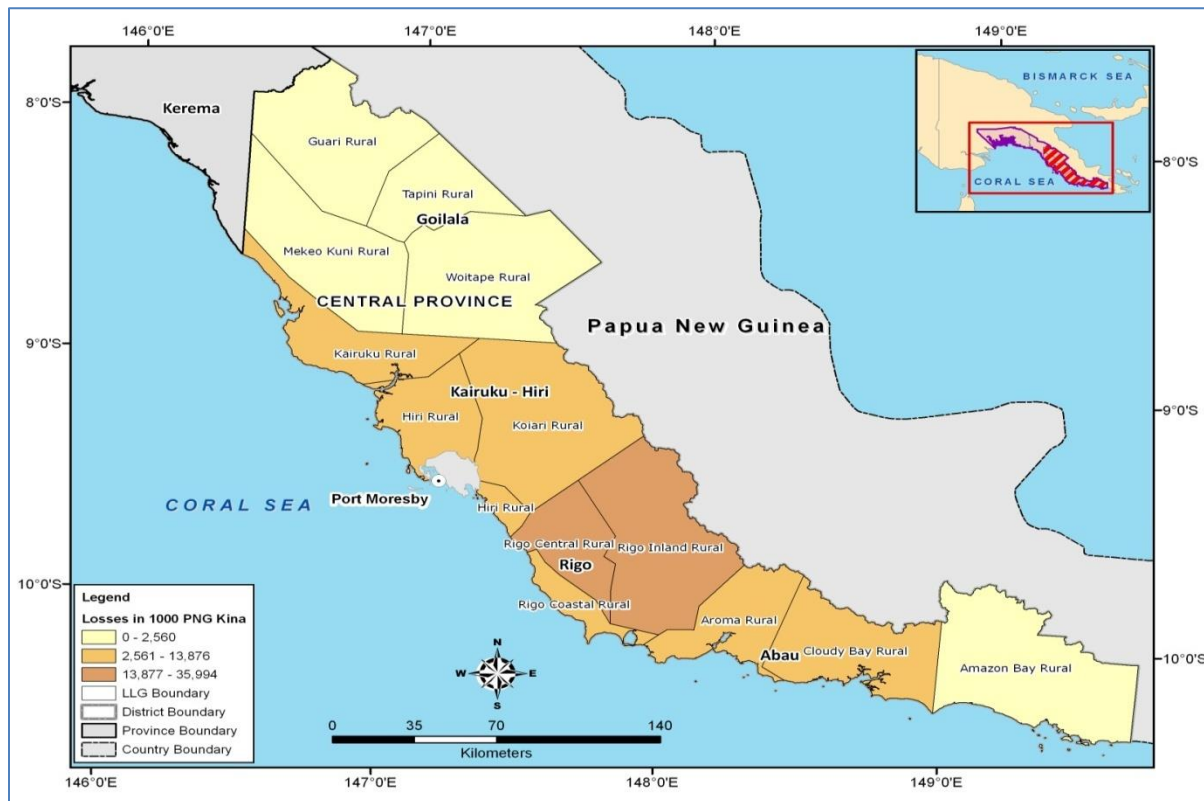 146°0'E 147°0'E 148°0'E 149°0'E
BISMARCK SEA
CORAL SEA
8°0'S
8°0'S
Kerema
Guari Rural
Tapini Rural
Goilala
Mekeo Kuni Rural
Woitape Rural
CENTRAL PROVINCE
Papua New Guinea
9°0'S
9°0'S
Kairuku Rural
Kairuku - Hiri
Hiri Rural
Koiari Rural
Port Moresby
CORAL SEA
Hiri Rural
Rigo Central Rural
Rigo Inland Rural
Rigo
10°0'S
10°0'S
Rigo Coastal Rural
Aroma Rural
Abau
Cloudy Bay Rural
Amazon Bay Rural
Legend
Losses in 1000 PNG Kina
0 - 2,560
2,561 - 13,876
13,877 - 35,994
LLG Boundary
District Boundary
Province Boundary
Country Boundary
N
W E
S
0 35 70 140
Kilometers
146°0'E 147°0'E 148°0'E 149°0'E